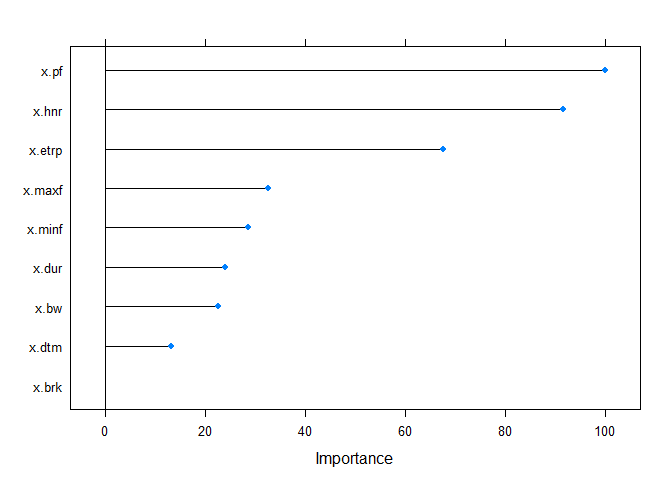 x.pf
x.hnr
x.etrp
x.maxf
x.minf
x.dur
x.bw
x.dtm
x.brk
0 20 40 60 80 100
Importance